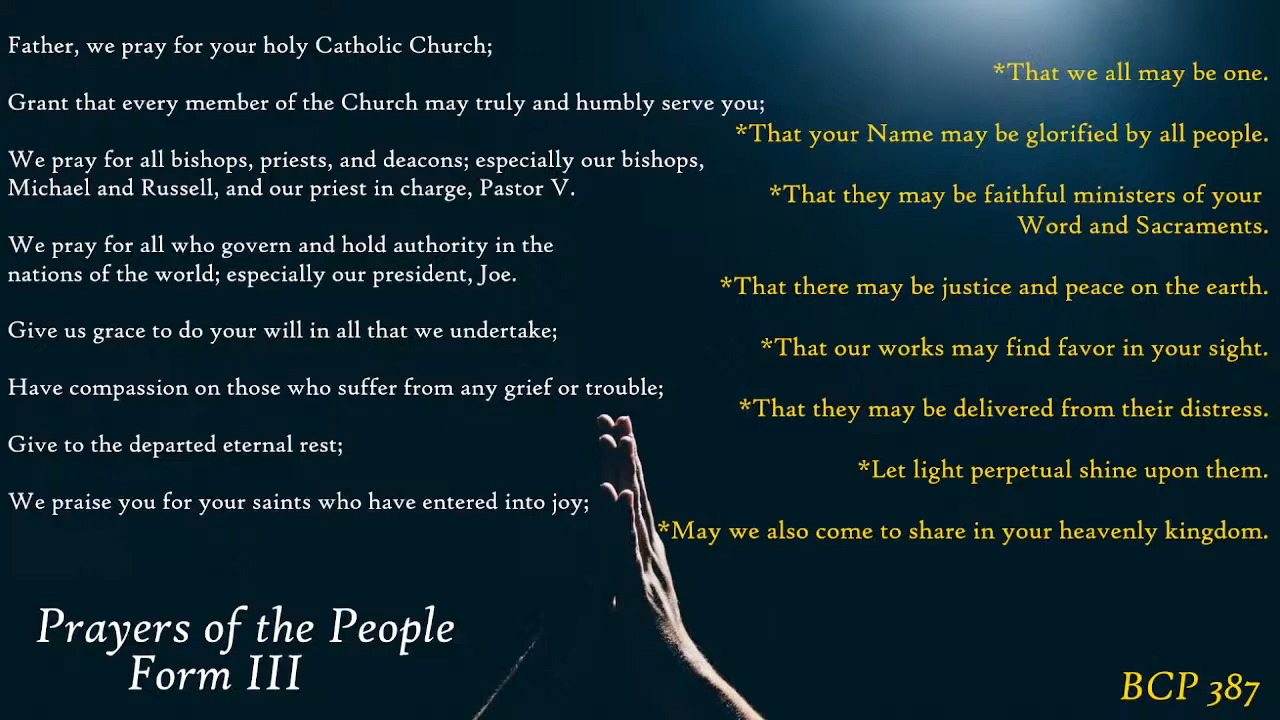 Father, we pray for your holy Catholic Church;
*That we all may be one.
Grant that every member of the Church may truly and humbly serve you;
*That your Name may be glorified by all people.
We pray for all bishops, priests, and deacons; especially our bishops,
Michael and Russell, and our priest in charge, Pastor V.
*That they may be faithful ministers of your
Word and Sacraments.
We pray for all who govern and hold authority in the
nations of the world; especially our president, Joe.
*That there may be justice and peace on the earth.
Give us grace to do your will in all that we undertake;
*That our works may find favor in your sight.
Have compassion on those who suffer from any grief or trouble;
*That they may be delivered from their distress.
Give to the departed eternal rest;
*Let light perpetual shine upon them.
We praise you for your saints who have entered into joy;
*May we also come to share in your heavenly kingdom.
Prayers of the People
Form III
BCP 387